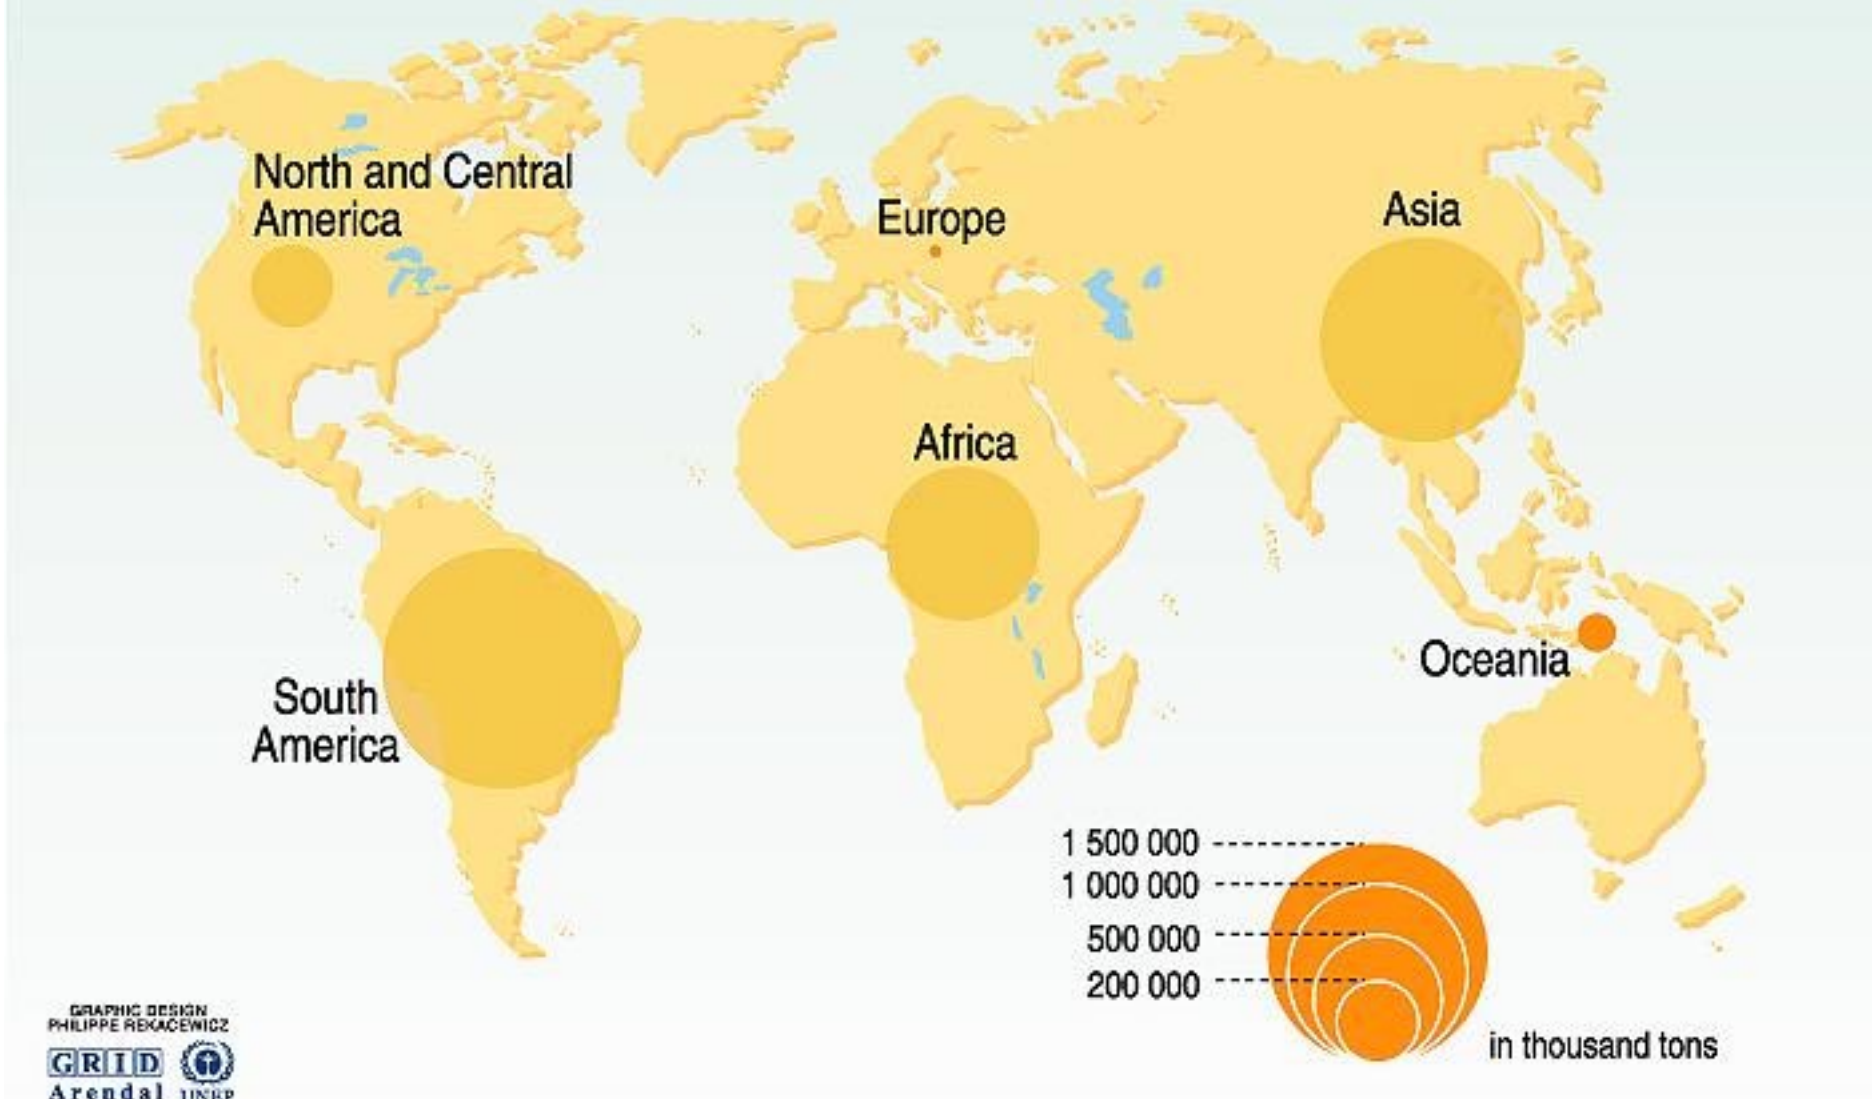 North and Central
America
Europe
Asia
Africa
South
America
Oceania
1 500 000
1 000 000
500 000
200 000
in thousand tons
GRAPHIC DESIGN
PHILIPPE REKACEWICZ
GRID
Arendal UNEP